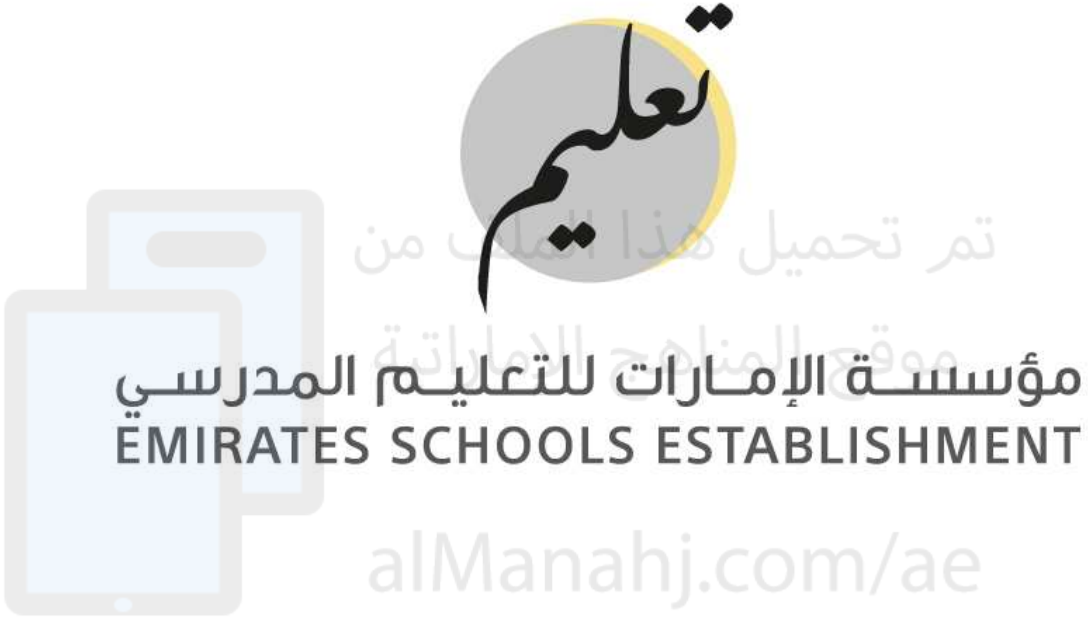 تعليم
تم تحميل هذا الملف من
موقع المناهج الإماراتية
مؤسسة الإمارات للتعليم المدرسي
EMIRATES SCHOOLS ESTABLISHMENT
alManahj.com/ae